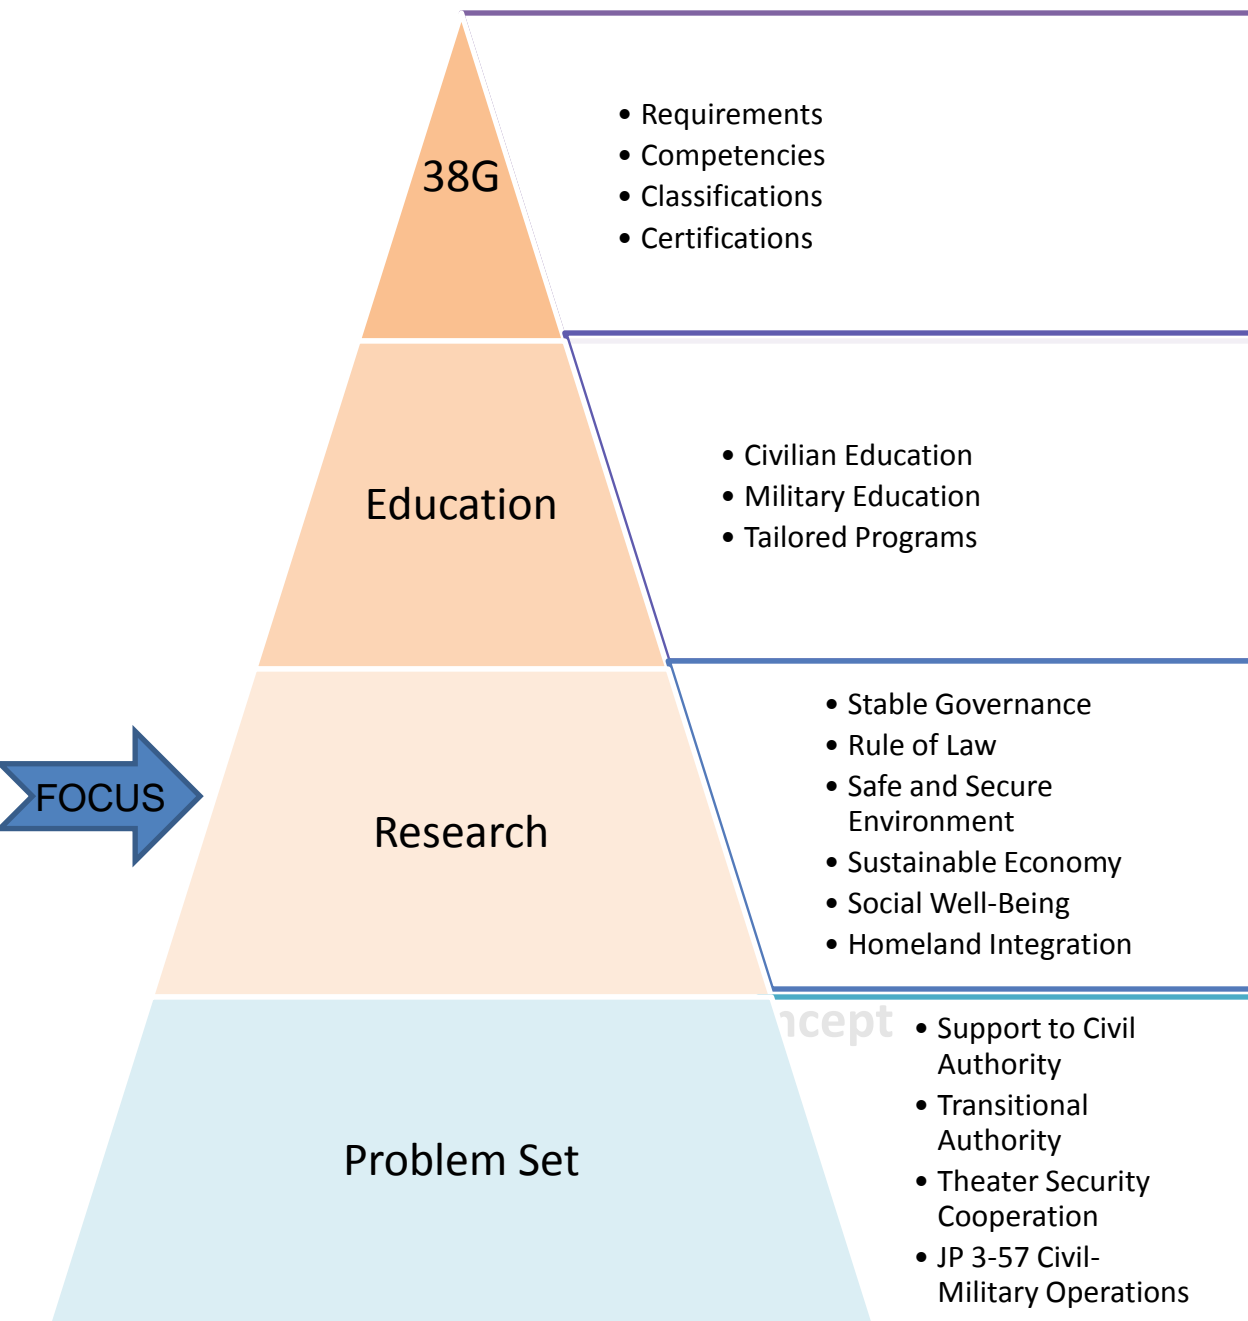 38G
• Requirements
• Competencies
• Classifications
• Certifications
Education
• Civilian Education
• Military Education
• Tailored Programs
FOCUS
Research
• Stable Governance
• Rule of Law
• Safe and Secure
Environment
• Sustainable Economy
• Social Well-Being
• Homeland Integration
Problem Set
• Support to Civil
Authority
• Transitional
Authority
• Theater Security
Cooperation
• JP 3-57 Civil-
Military Operations